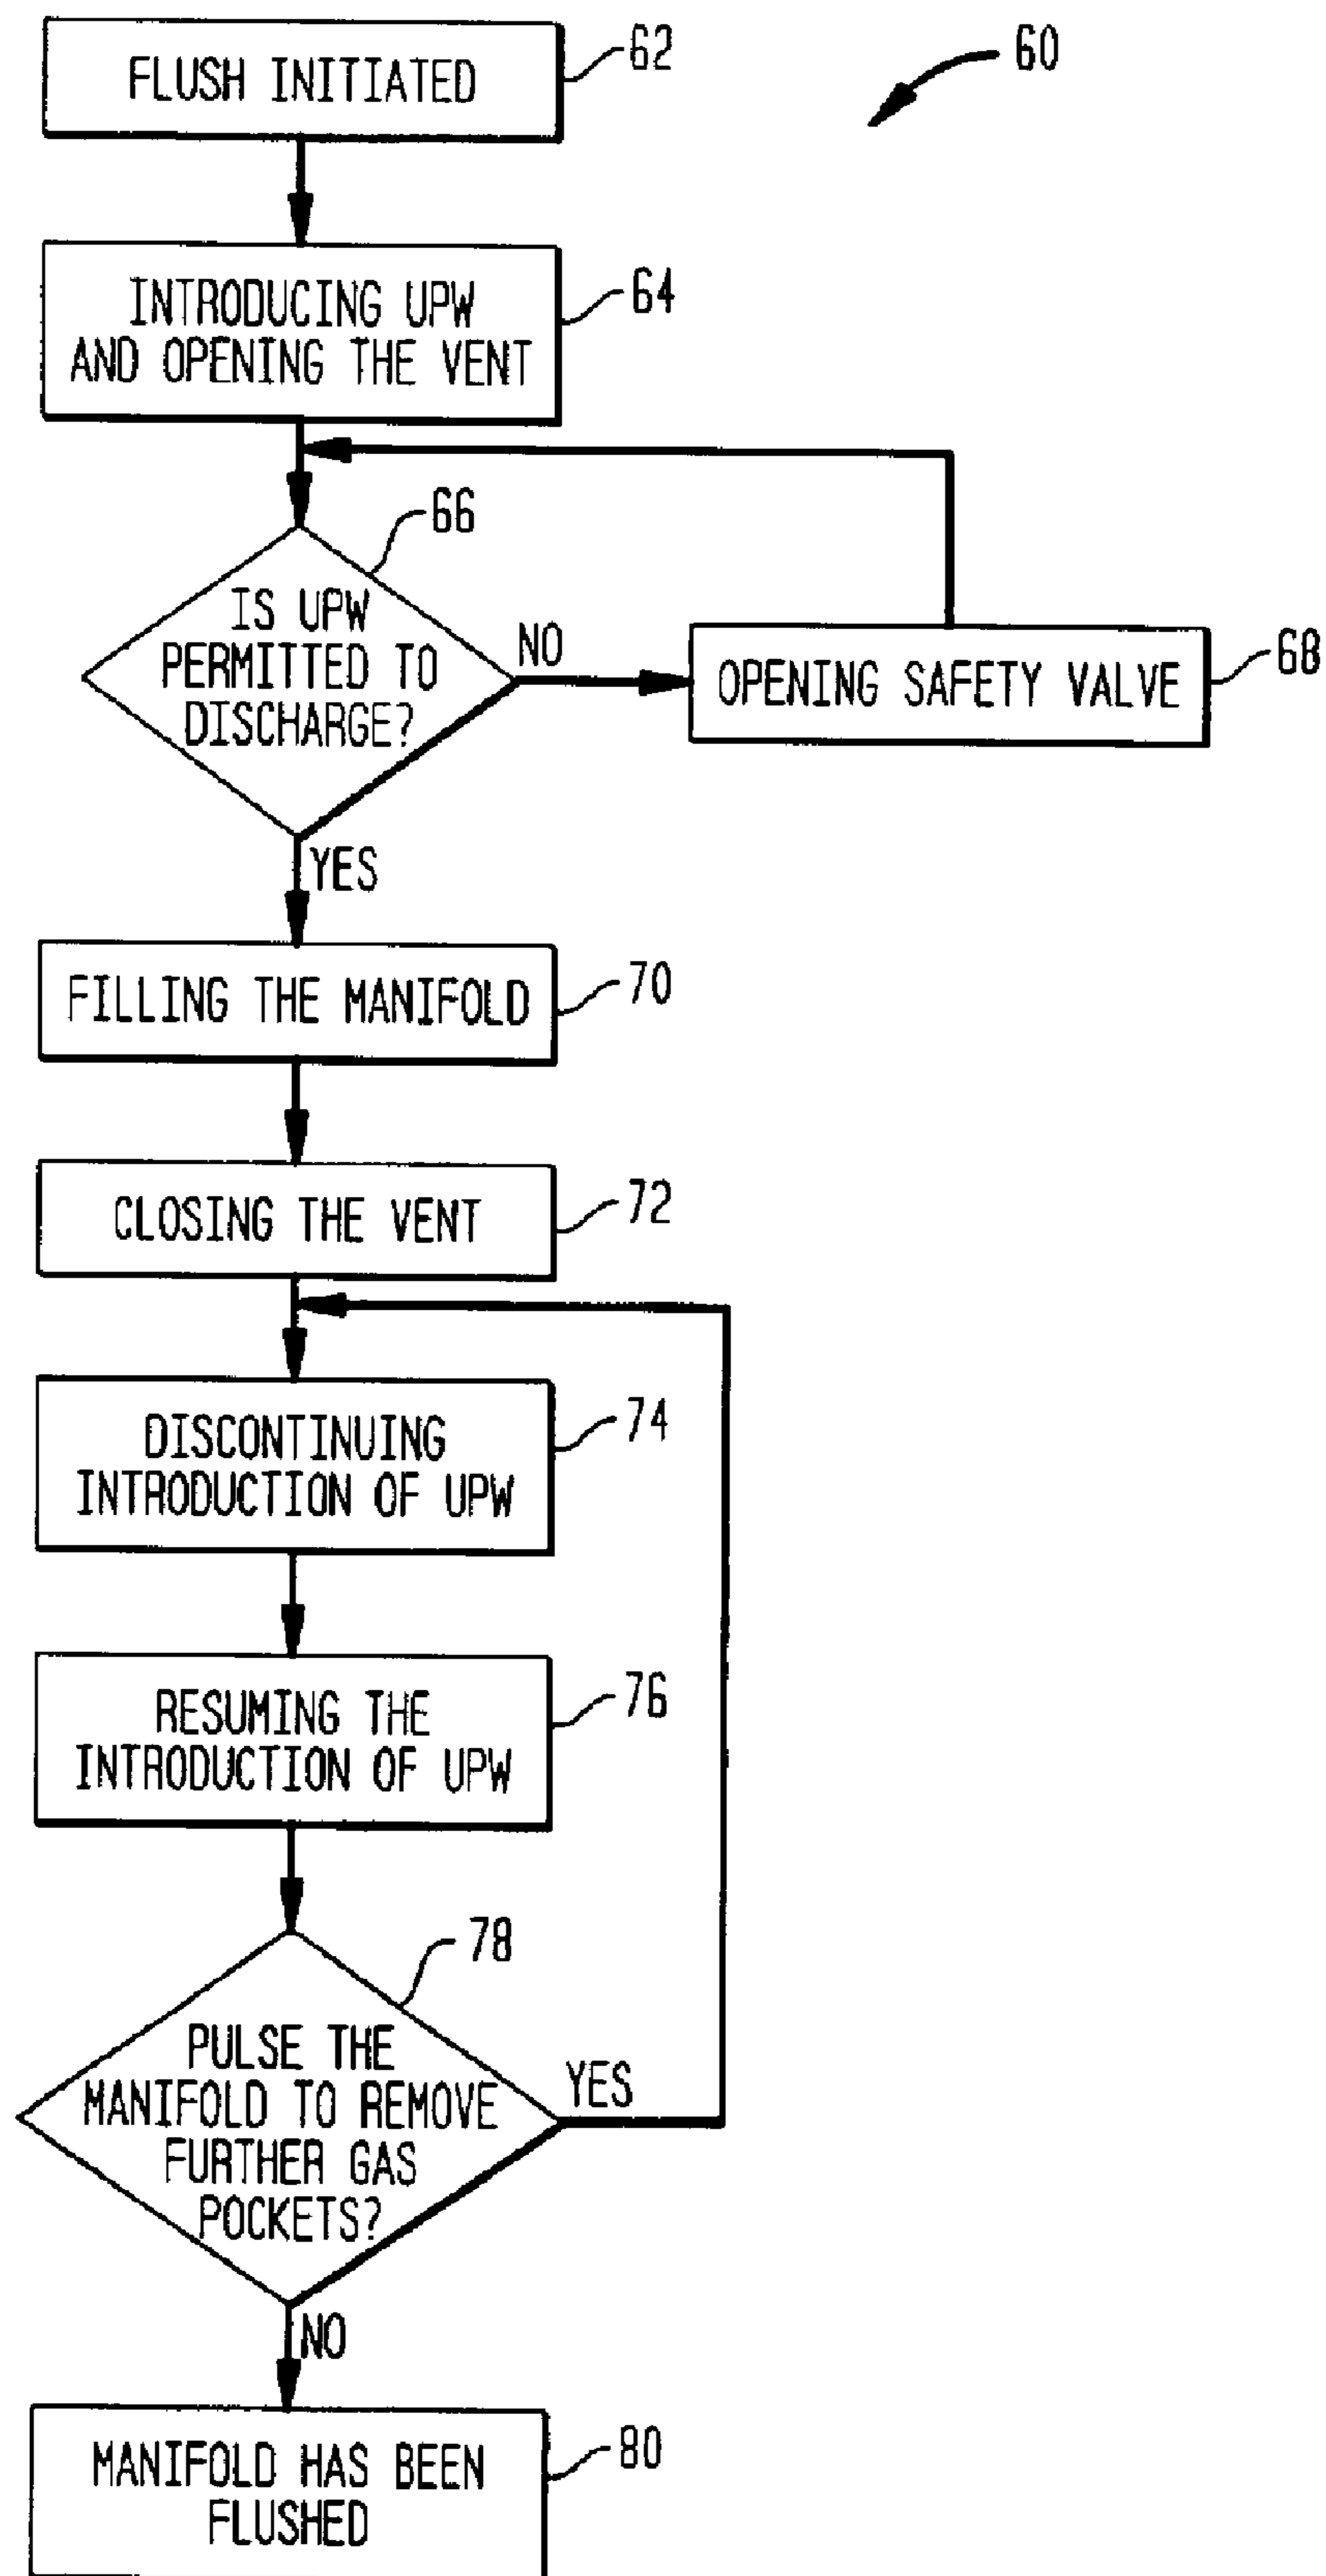 60
FLUSH INITIATED
62
INTRODUCING UPW
AND OPENING THE VENT
64
66
IS UPW
PERMITTED TO
DISCHARGE?
NO
OPENING SAFETY VALVE
68
YES
FILLING THE MANIFOLD
70
CLOSING THE VENT
72
DISCONTINUING
INTRODUCTION OF UPW
74
RESUMING THE
INTRODUCTION OF UPW
76
78
PULSE THE
MANIFOLD TO REMOVE
FURTHER GAS
POCKETS?
YES
NO
MANIFOLD HAS BEEN
FLUSHED
80